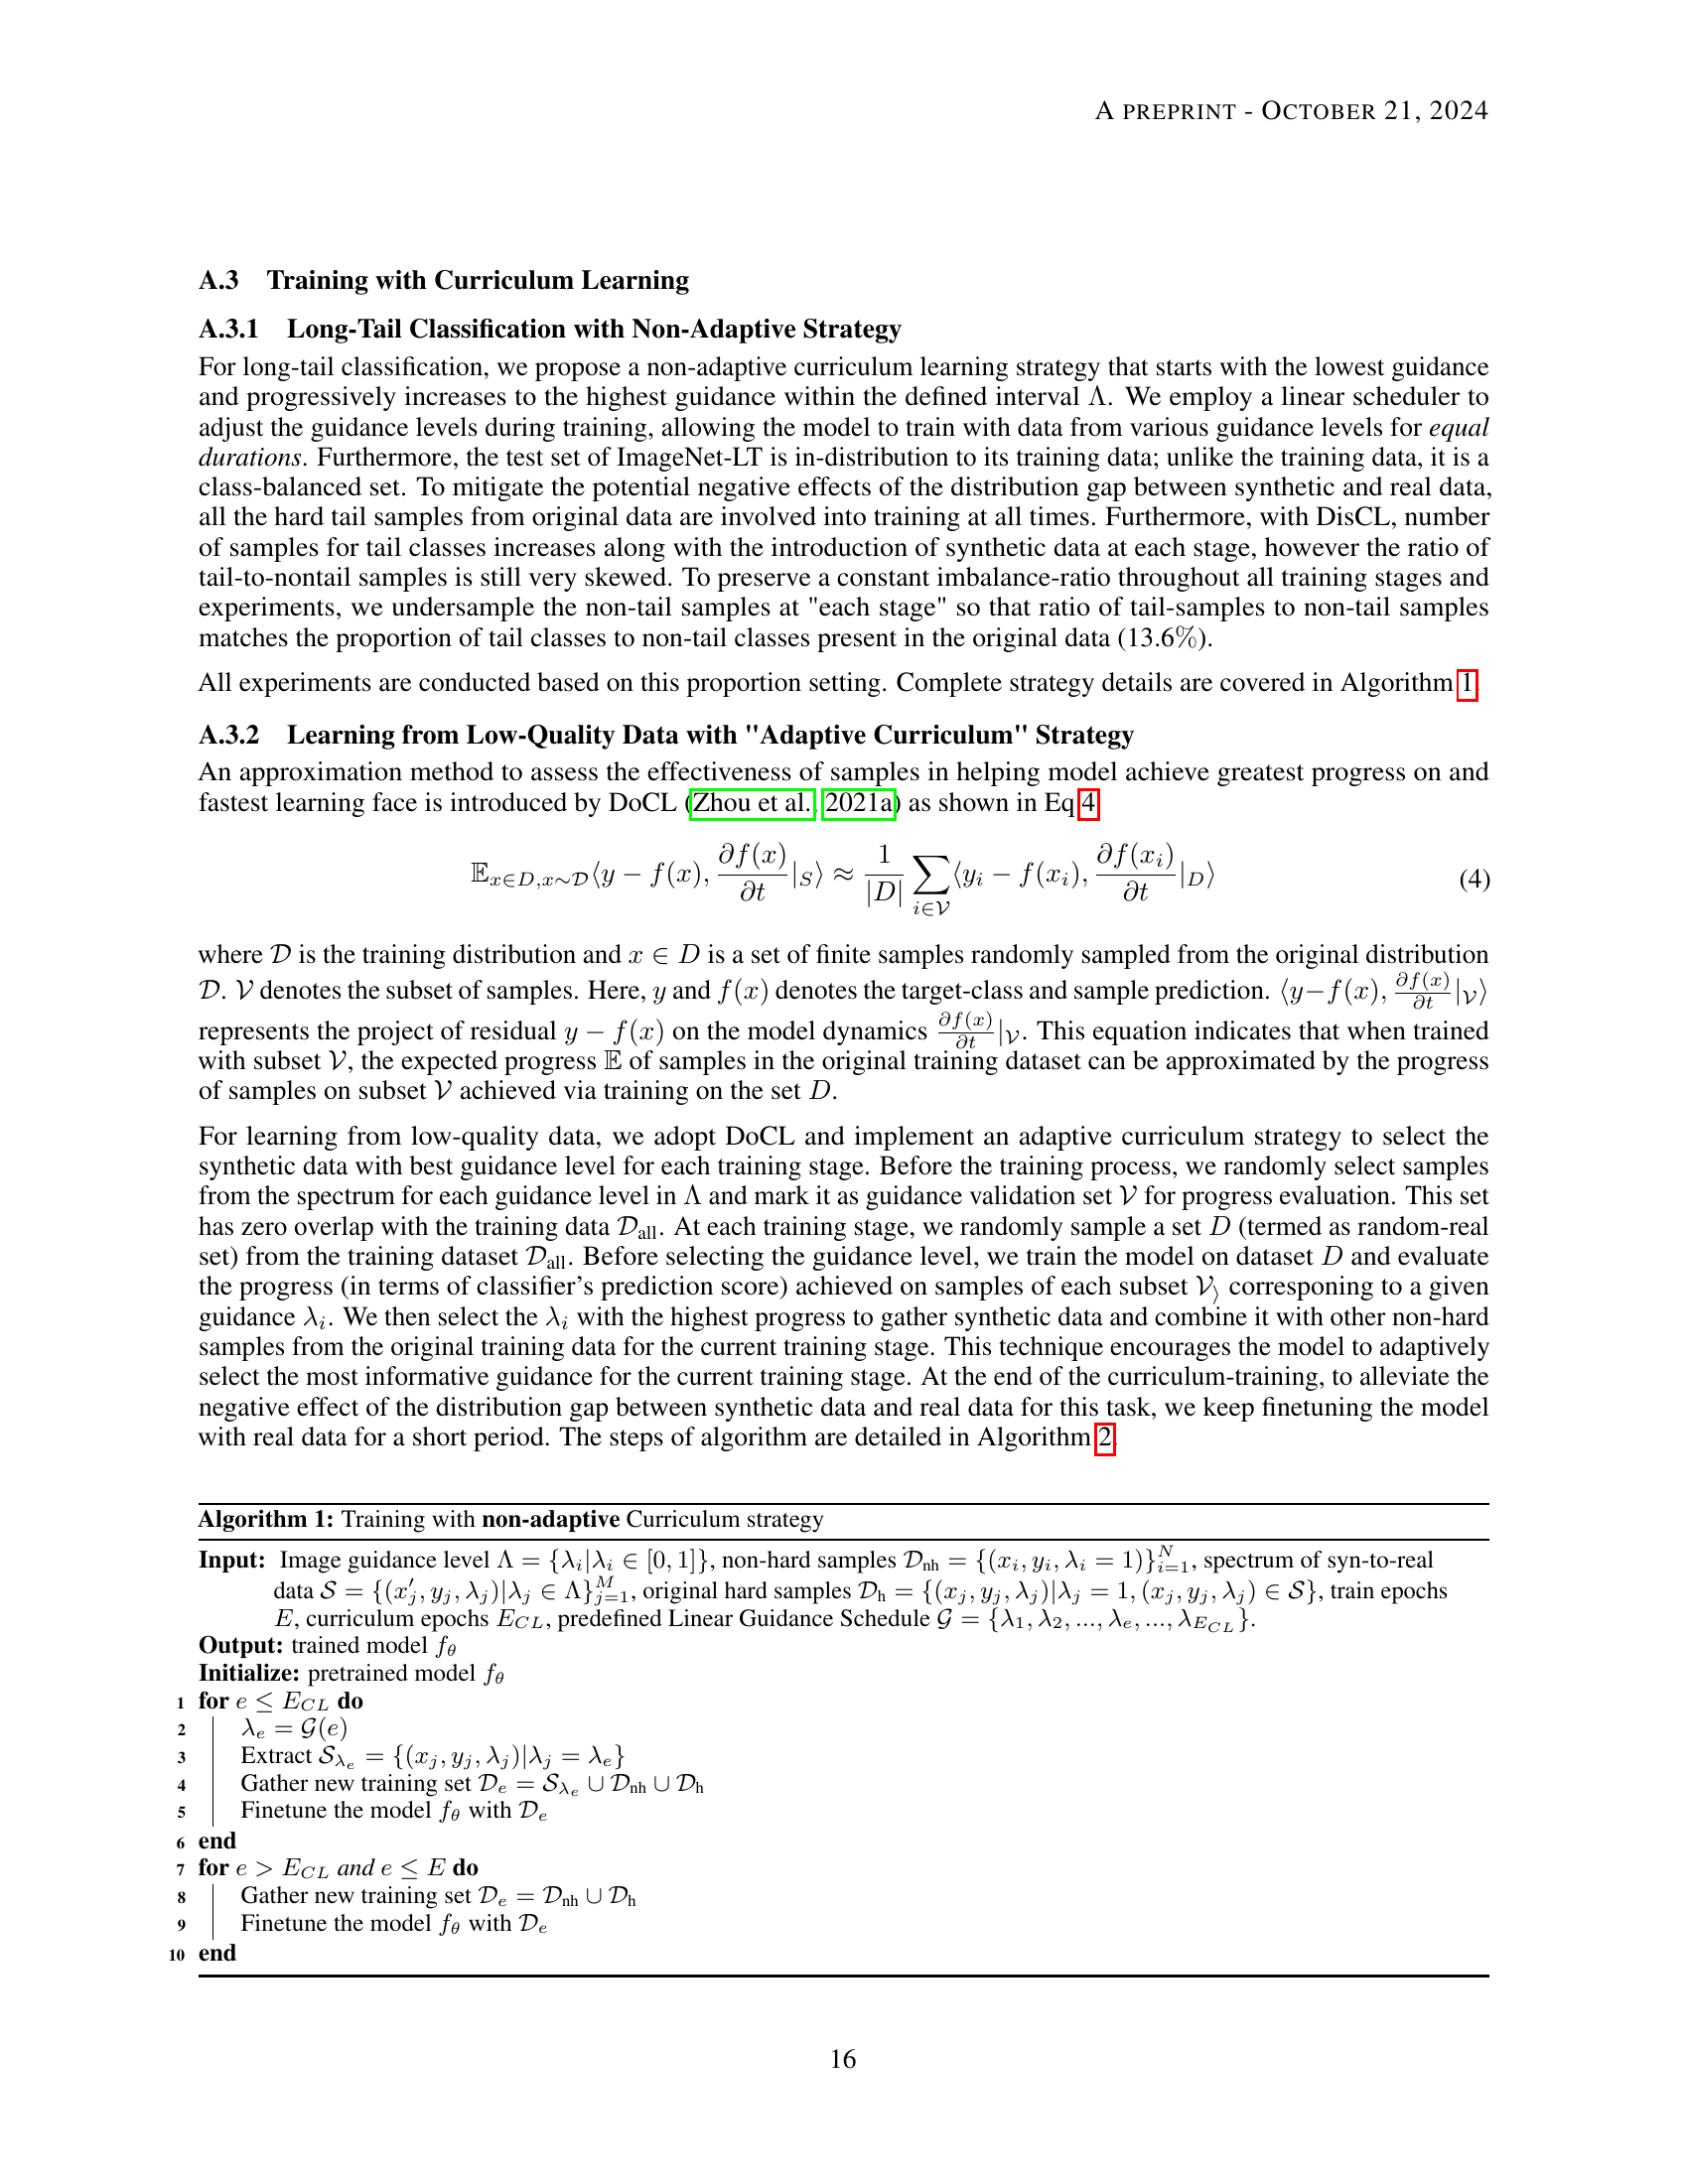 A PREPRINT - OCTOBER 21, 2024
A.3 Training with Curriculum Learning
A.3.1 Long-Tail Classification with Non-Adaptive Strategy
For long-tail classification, we propose a non-adaptive curriculum learning strategy that starts with the lowest guidance
and progressively increases to the highest guidance within the defined interval Λ. We employ a linear scheduler to
adjust the guidance levels during training, allowing the model to train with data from various guidance levels for equal
durations. Furthermore, the test set of ImageNet-LT is in-distribution to its training data; unlike the training data, it is a
class-balanced set. To mitigate the potential negative effects of the distribution gap between synthetic and real data,
all the hard tail samples from original data are involved into training at all times. Furthermore, with DisCL, number
of samples for tail classes increases along with the introduction of synthetic data at each stage, however the ratio of
tail-to-nontail samples is still very skewed. To preserve a constant imbalance-ratio throughout all training stages and
experiments, we undersample the non-tail samples at "each stage" so that ratio of tail-samples to non-tail samples
matches the proportion of tail classes to non-tail classes present in the original data (13.6%).
All experiments are conducted based on this proportion setting. Complete strategy details are covered in Algorithm 1.
A.3.2 Learning from Low-Quality Data with "Adaptive Curriculum" Strategy
An approximation method to assess the effectiveness of samples in helping model achieve greatest progress on and
fastest learning face is introduced by DoCL (Zhou et al., 2021a) as shown in Eq 4
$\mathbb{E}_{x \in D, x \sim \mathcal{D}} \langle y - f(x), \frac{\partial f(x)}{\partial t}|_S \rangle \approx \frac{1}{|D|} \sum_{i \in \mathcal{V}} \langle y_i - f(x_i), \frac{\partial f(x_i)}{\partial t}|_D \rangle$ (4)
where $\mathcal{D}$ is the training distribution and $x \in D$ is a set of finite samples randomly sampled from the original distribution
$\mathcal{D}$. $\mathcal{V}$ denotes the subset of samples. Here, $y$ and $f(x)$ denotes the target-class and sample prediction. $\langle y - f(x), \frac{\partial f(x)}{\partial t}|_\mathcal{V} \rangle$
represents the project of residual $y - f(x)$ on the model dynamics $\frac{\partial f(x)}{\partial t}|_\mathcal{V}$. This equation indicates that when trained
with subset $\mathcal{V}$, the expected progress $\mathbb{E}$ of samples in the original training dataset can be approximated by the progress
of samples on subset $\mathcal{V}$ achieved via training on the set $D$.
For learning from low-quality data, we adopt DoCL and implement an adaptive curriculum strategy to select the
synthetic data with best guidance level for each training stage. Before the training process, we randomly select samples
from the spectrum for each guidance level in Λ and mark it as guidance validation set $\mathcal{V}$ for progress evaluation. This set
has zero overlap with the training data $\mathcal{D}_{\text{all}}$. At each training stage, we randomly sample a set $D$ (termed as random-real
set) from the training dataset $\mathcal{D}_{\text{all}}$. Before selecting the guidance level, we train the model on dataset $D$ and evaluate
the progress (in terms of classifier's prediction score) achieved on samples of each subset $\mathcal{V}_\rangle$ corresponing to a given
guidance $\lambda_i$. We then select the $\lambda_i$ with the highest progress to gather synthetic data and combine it with other non-hard
samples from the original training data for the current training stage. This technique encourages the model to adaptively
select the most informative guidance for the current training stage. At the end of the curriculum-training, to alleviate the
negative effect of the distribution gap between synthetic data and real data for this task, we keep finetuning the model
with real data for a short period. The steps of algorithm are detailed in Algorithm 2.
Algorithm 1: Training with non-adaptive Curriculum strategy
Input: Image guidance level $\Lambda = \{\lambda_i | \lambda_i \in [0, 1]\}$, non-hard samples $\mathcal{D}_{\text{nh}} = \{(x_i, y_i, \lambda_i = 1)\}_{i=1}^N$, spectrum of syn-to-real
data $\mathcal{S} = \{(x'_j, y_j, \lambda_j) | \lambda_j \in \Lambda\}_{j=1}^M$, original hard samples $\mathcal{D}_{\text{h}} = \{(x_j, y_j, \lambda_j) | \lambda_j = 1, (x_j, y_j, \lambda_j) \in \mathcal{S}\}$, train epochs
$E$, curriculum epochs $E_{CL}$, predefined Linear Guidance Schedule $\mathcal{G} = \{\lambda_1, \lambda_2, ..., \lambda_e, ..., \lambda_{E_{CL}}\}$.
Output: trained model $f_\theta$
Initialize: pretrained model $f_\theta$
1 for $e \leq E_{CL}$ do
2 $\lambda_e = \mathcal{G}(e)$
3 Extract $\mathcal{S}_{\lambda_e} = \{(x_j, y_j, \lambda_j) | \lambda_j = \lambda_e\}$
4 Gather new training set $\mathcal{D}_e = \mathcal{S}_{\lambda_e} \cup \mathcal{D}_{\text{nh}} \cup \mathcal{D}_{\text{h}}$
5 Finetune the model $f_\theta$ with $\mathcal{D}_e$
6 end
7 for $e > E_{CL}$ and $e \leq E$ do
8 Gather new training set $\mathcal{D}_e = \mathcal{D}_{\text{nh}} \cup \mathcal{D}_{\text{h}}$
9 Finetune the model $f_\theta$ with $\mathcal{D}_e$
10 end
16